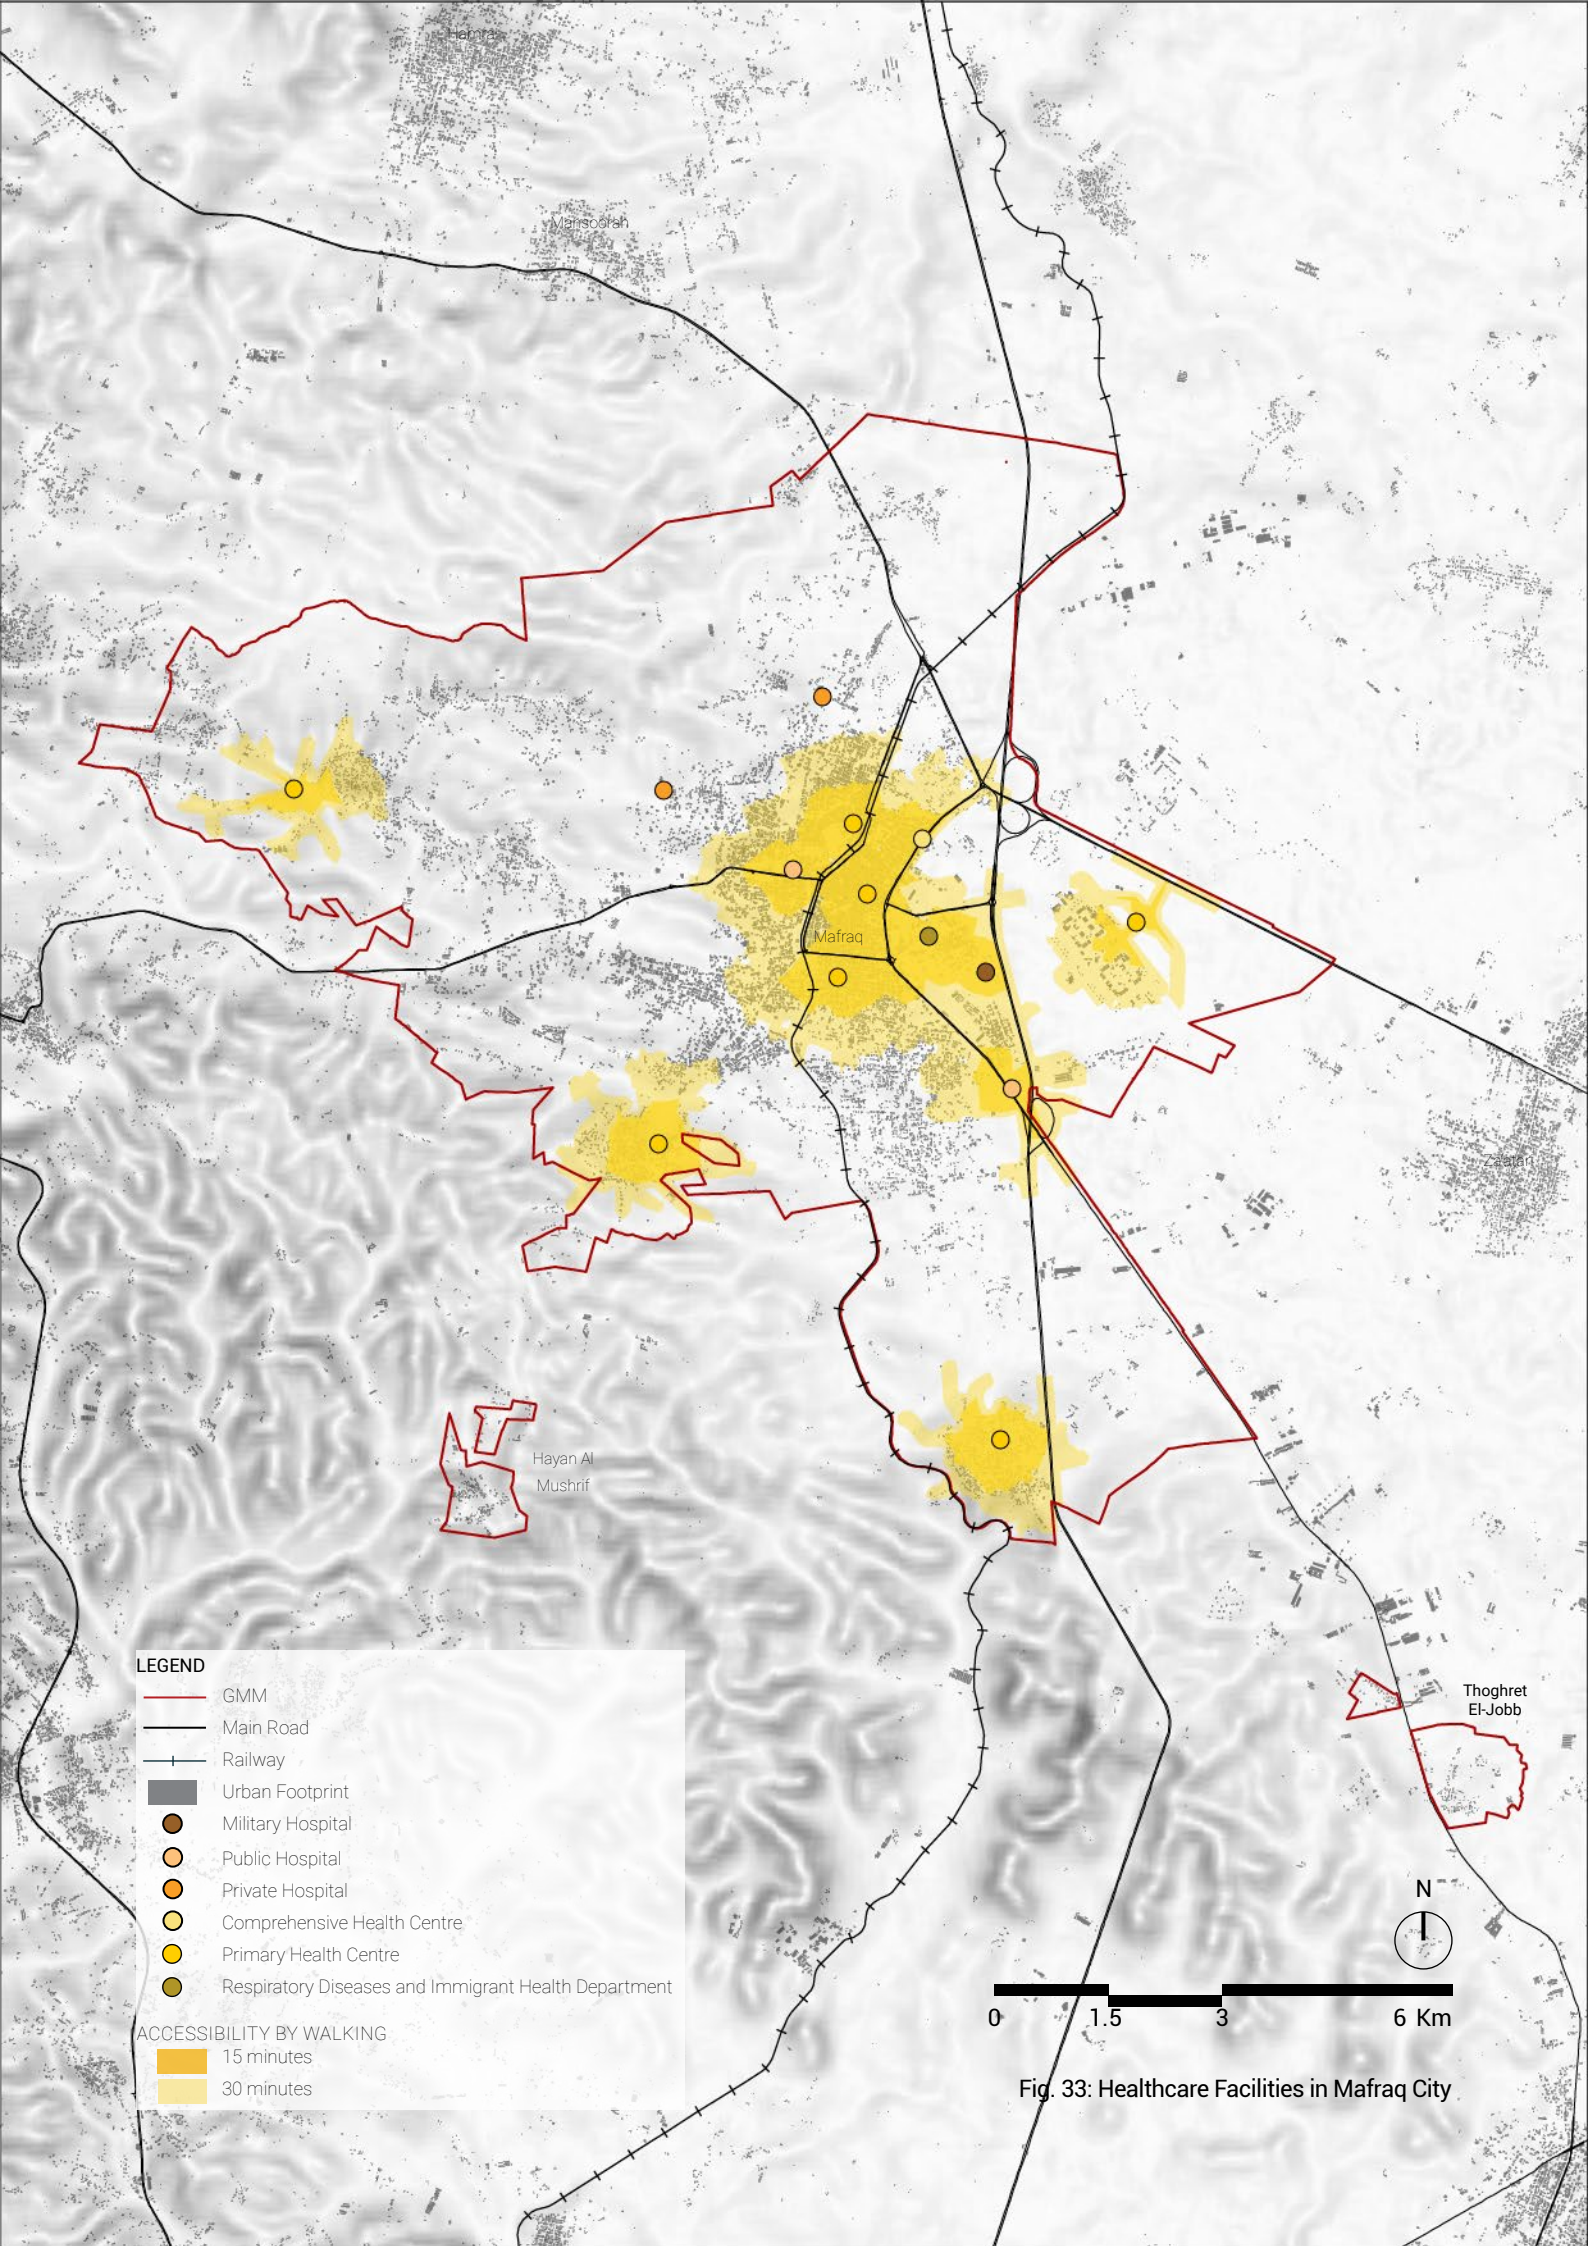 Hamra
Mansoorah
Mafraq
Zaatari
Hayan Al
Mushrif
Thoghret
El-Jobb
LEGEND
GMM
Main Road
Railway
Urban Footprint
Military Hospital
Public Hospital
Private Hospital
Comprehensive Health Centre
Primary Health Centre
Respiratory Diseases and Immigrant Health Department
ACCESSIBILITY BY WALKING
15 minutes
30 minutes
N
0 1.5 3 6 Km
Fig. 33: Healthcare Facilities in Mafraq City